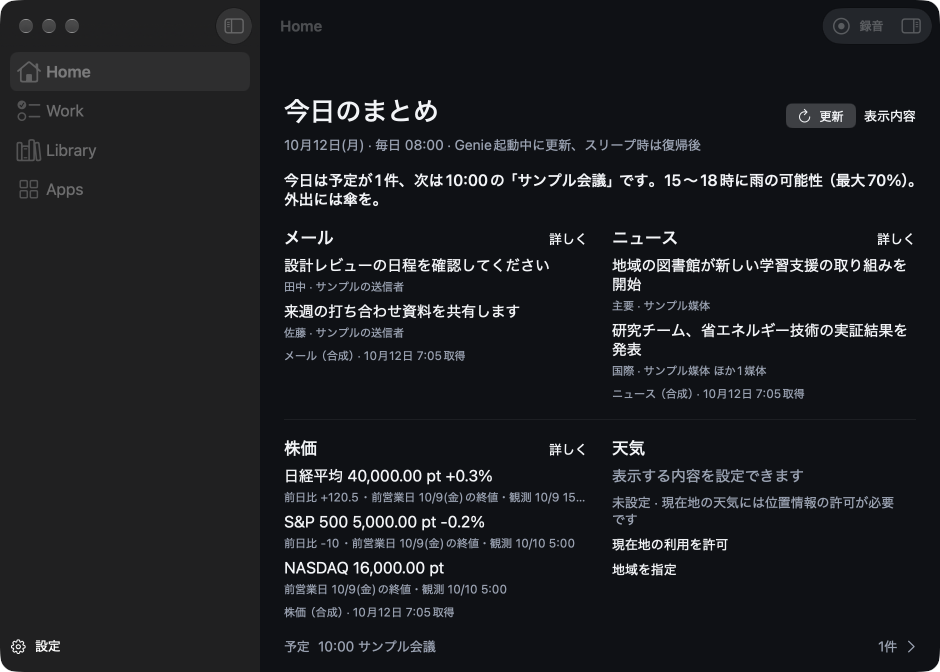 Home
録音
Home
Work
Library
Apps
設定
今日のまとめ
更新
表示内容
10月12日(月) · 毎日 08:00 · Genie起動中に更新、スリープ時は復帰後
今日は予定が1件、次は10:00の「サンプル会議」です。15〜18時に雨の可能性（最大70%）。
外出には傘を。
メール
詳しく
設計レビューの日程を確認してください
田中 · サンプルの送信者
来週の打ち合わせ資料を共有します
佐藤 · サンプルの送信者
メール（合成） · 10月12日 7:05取得
ニュース
詳しく
地域の図書館が新しい学習支援の取り組みを
開始
主要 · サンプル媒体
研究チーム、省エネルギー技術の実証結果を
発表
国際 · サンプル媒体 ほか1媒体
ニュース（合成） · 10月12日 7:05取得
株価
詳しく
日経平均 40,000.00 pt +0.3%
前日比 +120.5・前営業日 10/9(金)の終値・観測 10/9 15...
S&P 500 5,000.00 pt -0.2%
前日比 -10・前営業日 10/9(金)の終値・観測 10/10 5:00
NASDAQ 16,000.00 pt
前営業日 10/9(金)の終値・観測 10/10 5:00
株価（合成） · 10月12日 7:05取得
天気
表示する内容を設定できます
未設定 · 現在地の天気には位置情報の許可が必要
です
現在地の利用を許可
地域を指定
予定 10:00 サンプル会議
1件